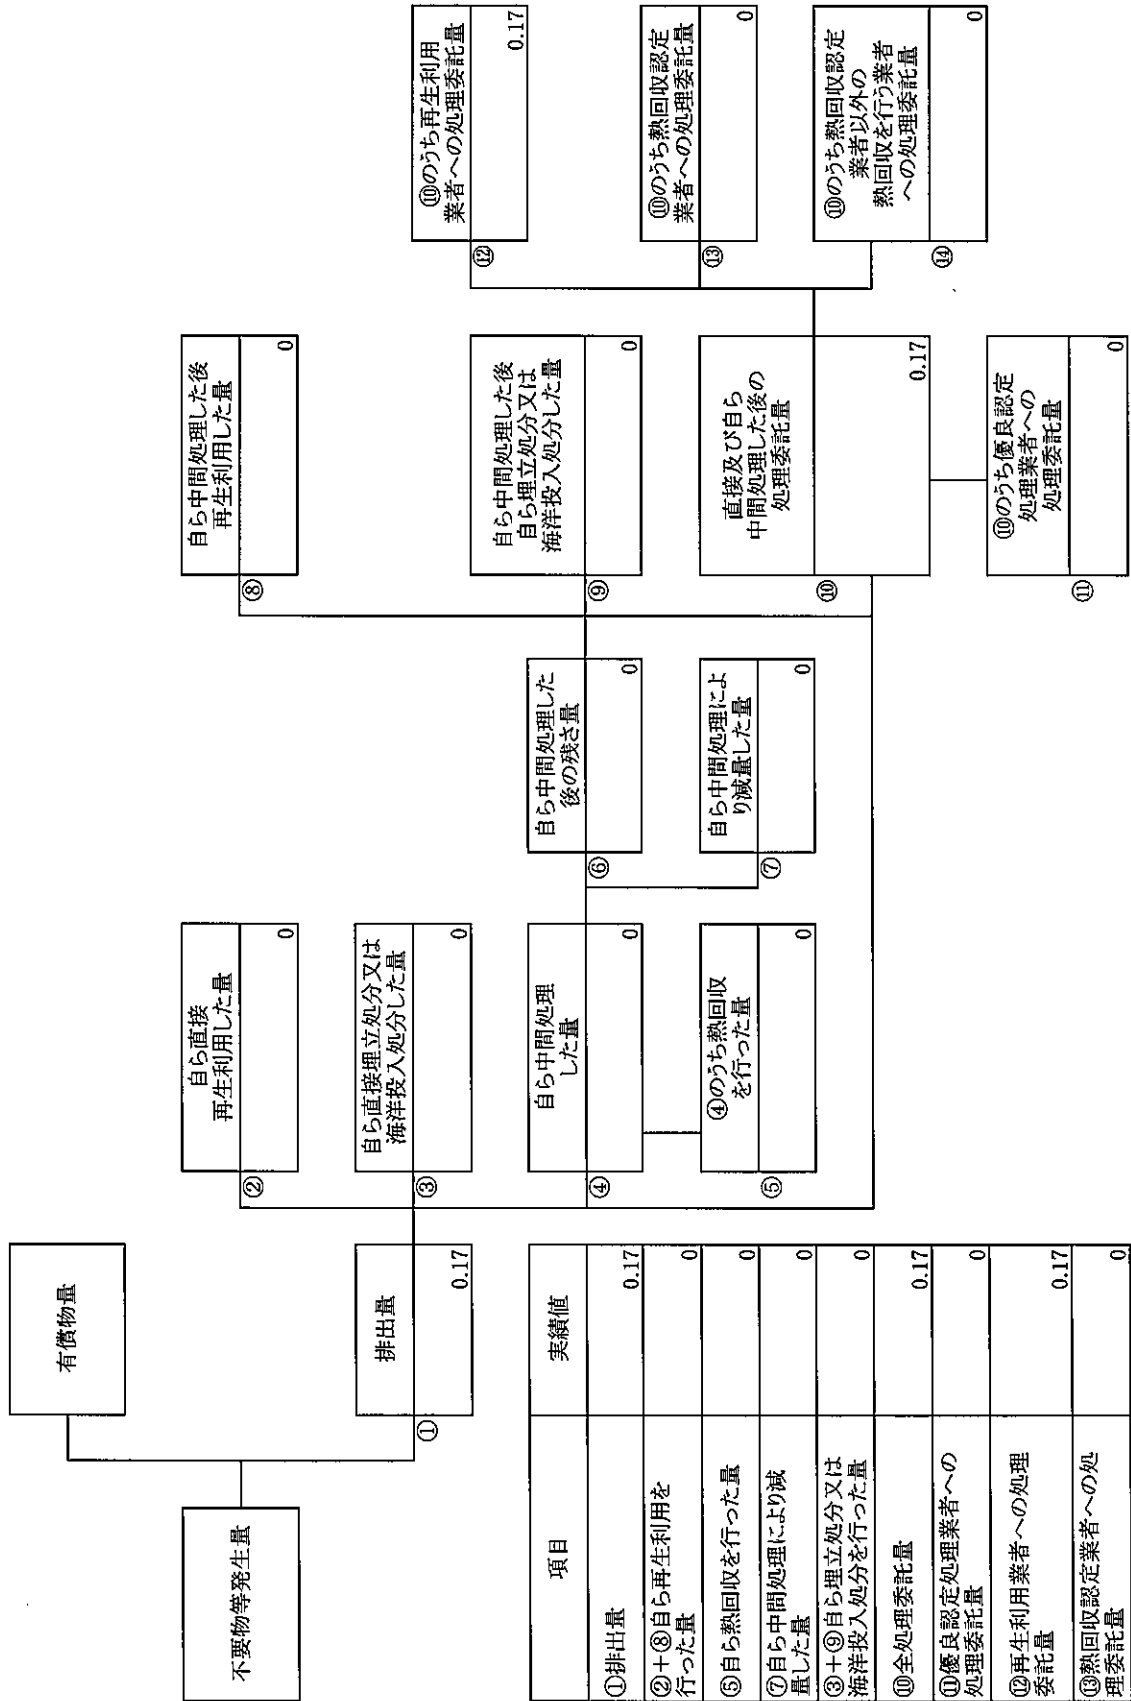 不要物等発生量
有償物量
①
排出量
0.17
②
自ら直接
再生利用した量
0
③
自ら直接埋立処分又は
海洋投入処分した量
0
④
自ら中間処理
した量
0
⑤
④のうち熱回収
を行った量
0
⑥
自ら中間処理した
後の残さ量
0
⑦
自ら中間処理によ
り減量した量
0
⑧
自ら中間処理した後
再生利用した量
0
⑨
自ら中間処理した後
自ら埋立処分又は
海洋投入処分した量
0
⑩
直接及び自ら
中間処理した後の
処理委託量
0.17
⑪
⑩のうち優良認定
処理業者への
処理委託量
0
⑫
⑩のうち再生利用
業者への処理委託量
0.17
⑬
⑩のうち熱回収認定
業者への処理委託量
0
⑭
⑩のうち熱回収認定
業者以外の
熱回収を行う業者
への処理委託量
0
項目
実績値
①排出量
0.17
②+⑧自ら再生利用を
行った量
0
⑤自ら熱回収を行った量
0
⑦自ら中間処理により減
量した量
0
③+⑨自ら埋立処分又は
海洋投入処分を行った量
0
⑩全処理委託量
0.17
⑪優良認定処理業者への
処理委託量
0
⑫再生利用業者への処理
委託量
0.17
⑬熱回収認定業者への処
理委託量
0